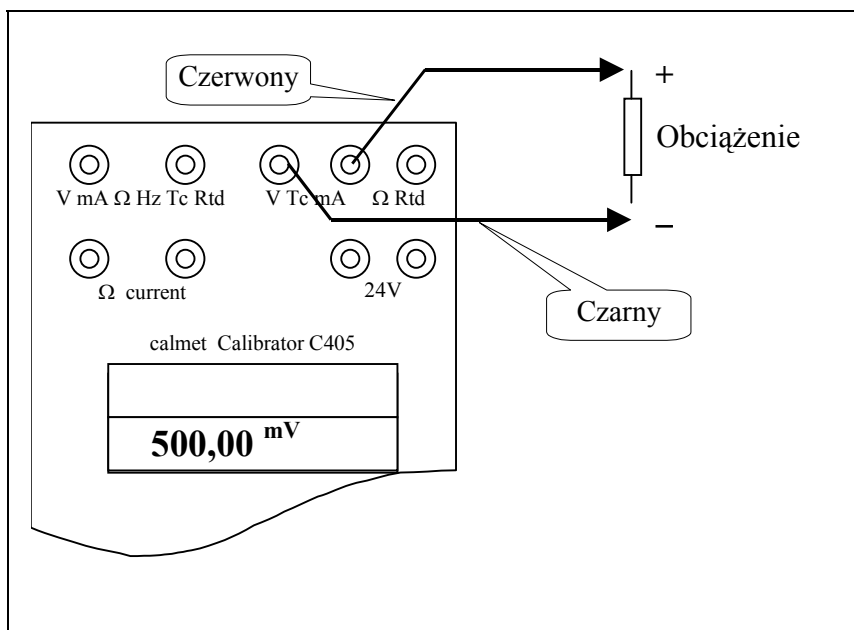 Czerwony
+
Obciążenie
V mA Ω Hz Tc Rtd
V Tc mA
Ω Rtd
–
Ω current
24V
Czarny
calmet Calibrator C405
500,00 mV